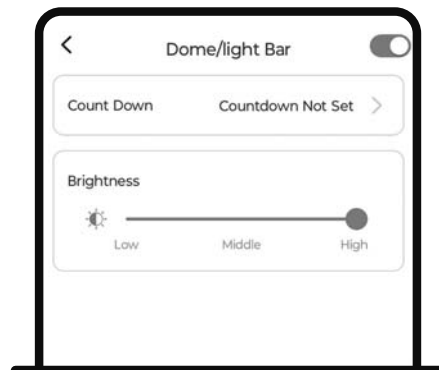 Dome/light Bar
Count Down Countdown Not Set
Brightness
Low Middle High